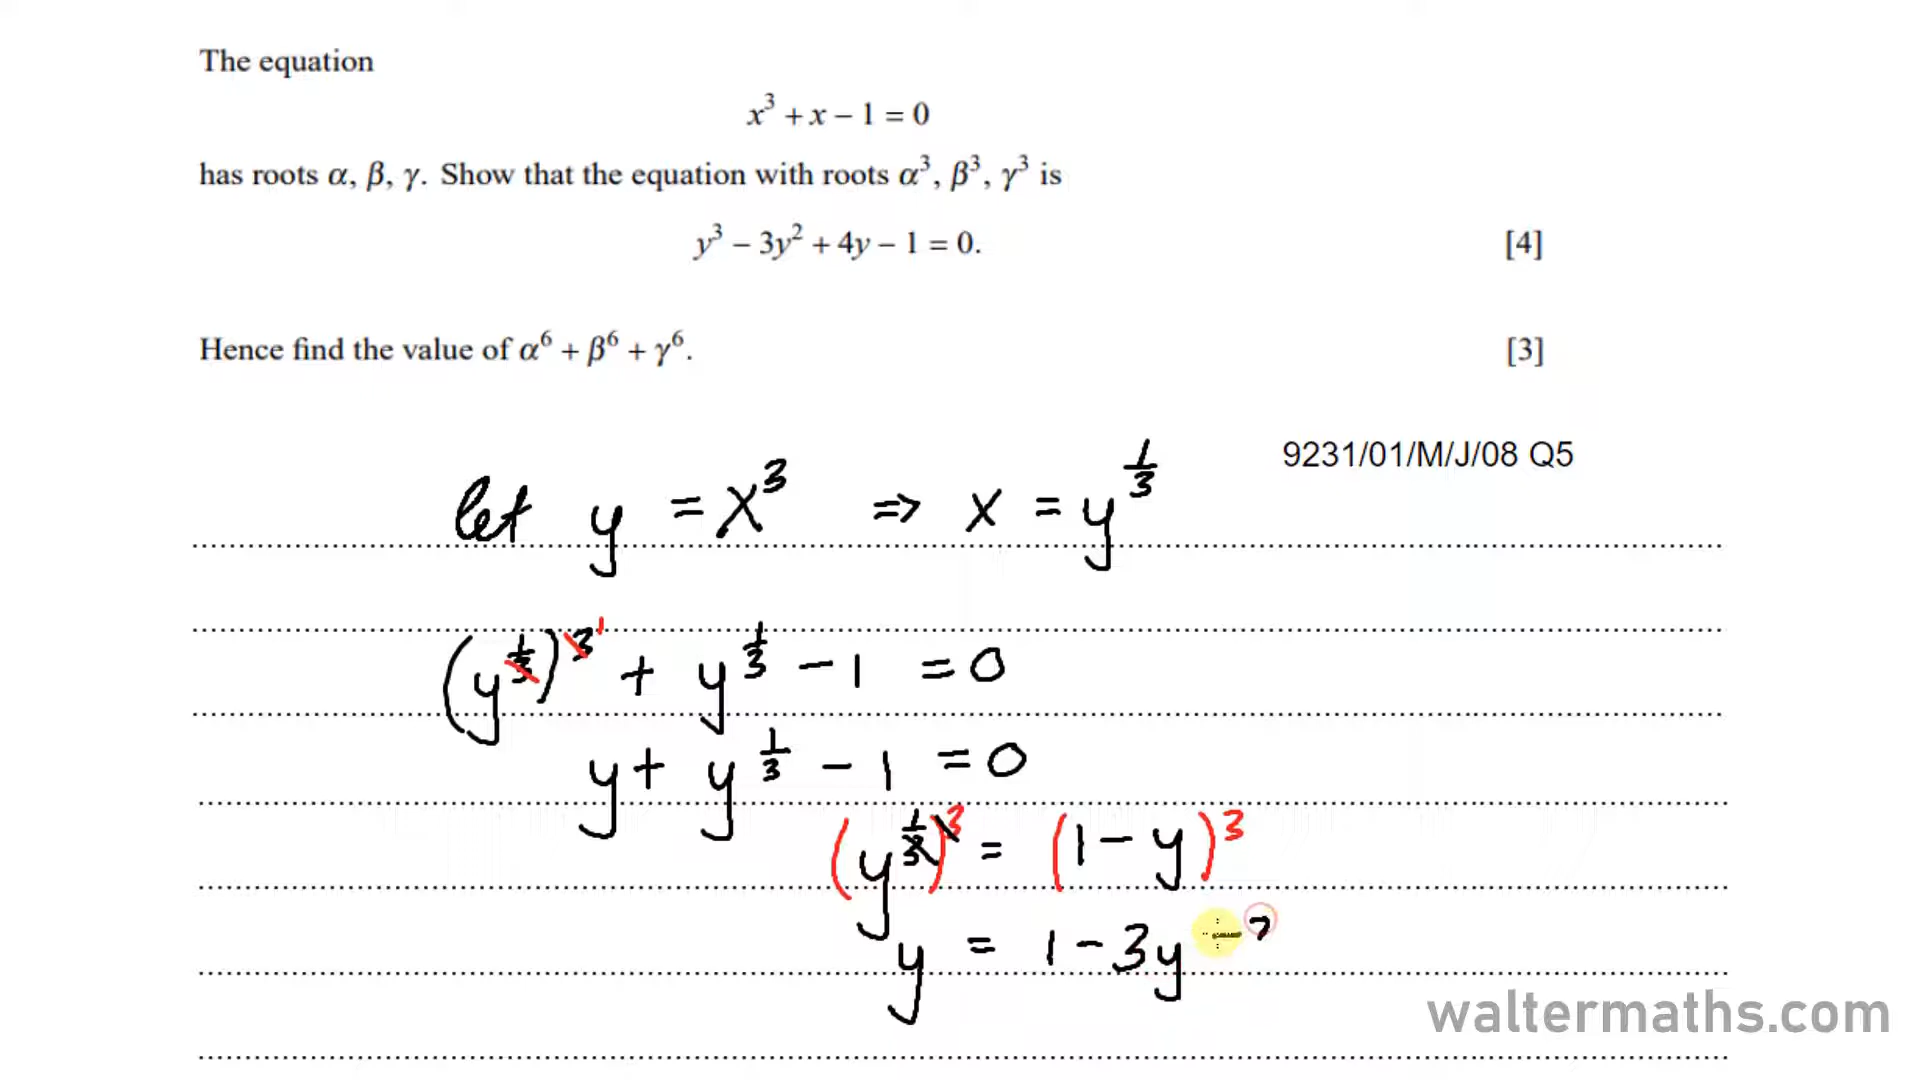 The equation
x³ + x − 1 = 0
has roots α, β, γ. Show that the equation with roots α³, β³, γ³ is
y³ − 3y² + 4y − 1 = 0. [4]
Hence find the value of α⁶ + β⁶ + γ⁶. [3]
9231/01/M/J/08 Q5
let y = x³ ⇒ x = y^(1/3)
(y^(1/3))³ ¹ + y^(1/3) − 1 = 0
y + y^(1/3) − 1 = 0
(y^(1/3))³ = (1 − y)³
y = 1 − 3y −
waltermaths.com